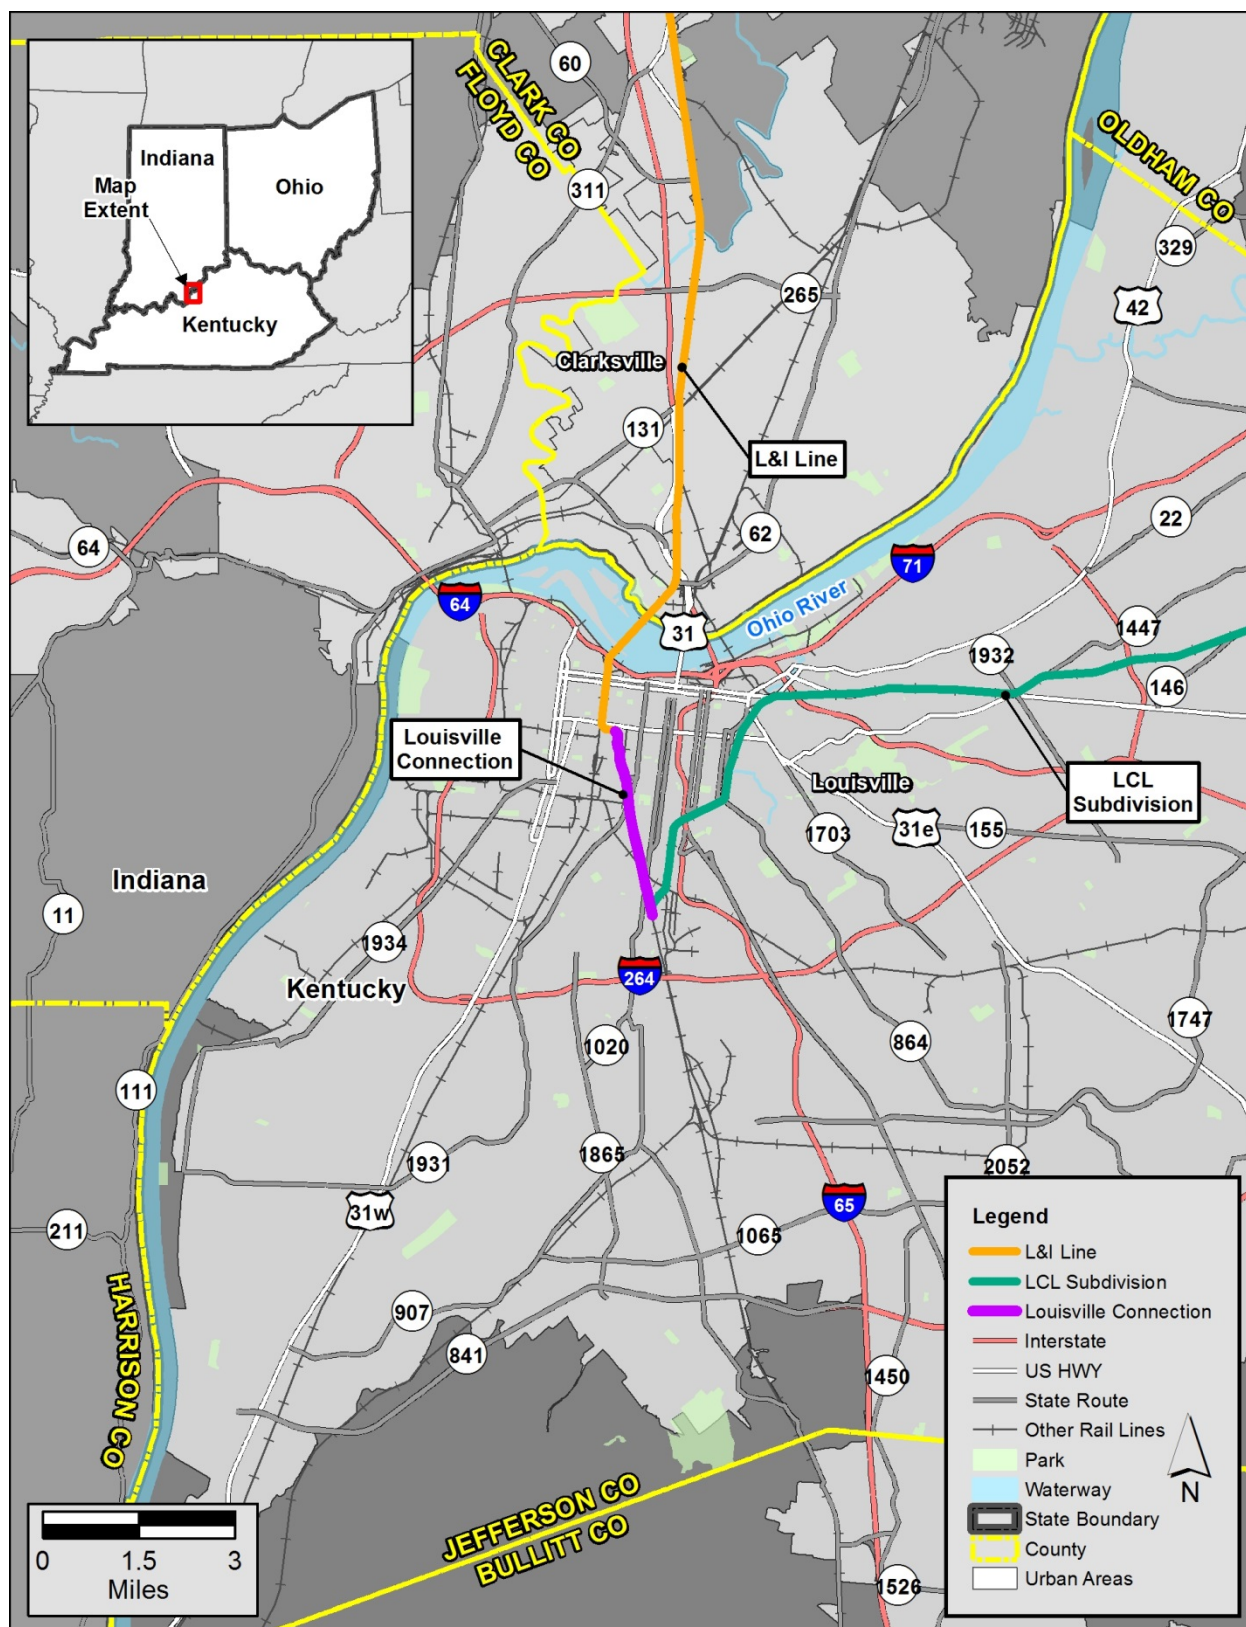 CLARK CO
FLOYD CO
60
OLDHAM CO
Indiana
Ohio
Map
Extent
Kentucky
311
329
265
42
Clarksville
131
L&I Line
62
22
64
71
64
Ohio River
31
1447
1932
146
Louisville
Connection
LCL
Subdivision
Louisville
1703
31e
155
Indiana
11
1934
Kentucky
264
1747
1020
864
111
1865
1931
2052
31w
65
211
1065
HARRISON CO
907
841
1450
JEFFERSON CO
BULLITT CO
1526
0
1.5
3
Miles
Legend
L&I Line
LCL Subdivision
Louisville Connection
Interstate
US HWY
State Route
Other Rail Lines
Park
Waterway
State Boundary
County
Urban Areas
N